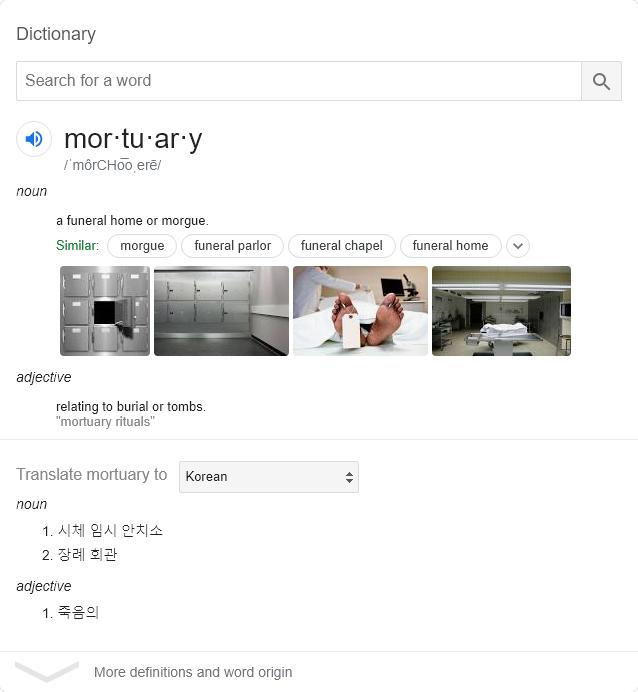 Dictionary
Search for a word
mor·tu·ar·y
/ˈmôrCHo͞oˌerē/
noun
a funeral home or morgue.
Similar: morgue funeral parlor funeral chapel funeral home
adjective
relating to burial or tombs.
"mortuary rituals"
Translate mortuary to Korean
noun
1. 시체 임시 안치소
2. 장례 회관
adjective
1. 죽음의
More definitions and word origin